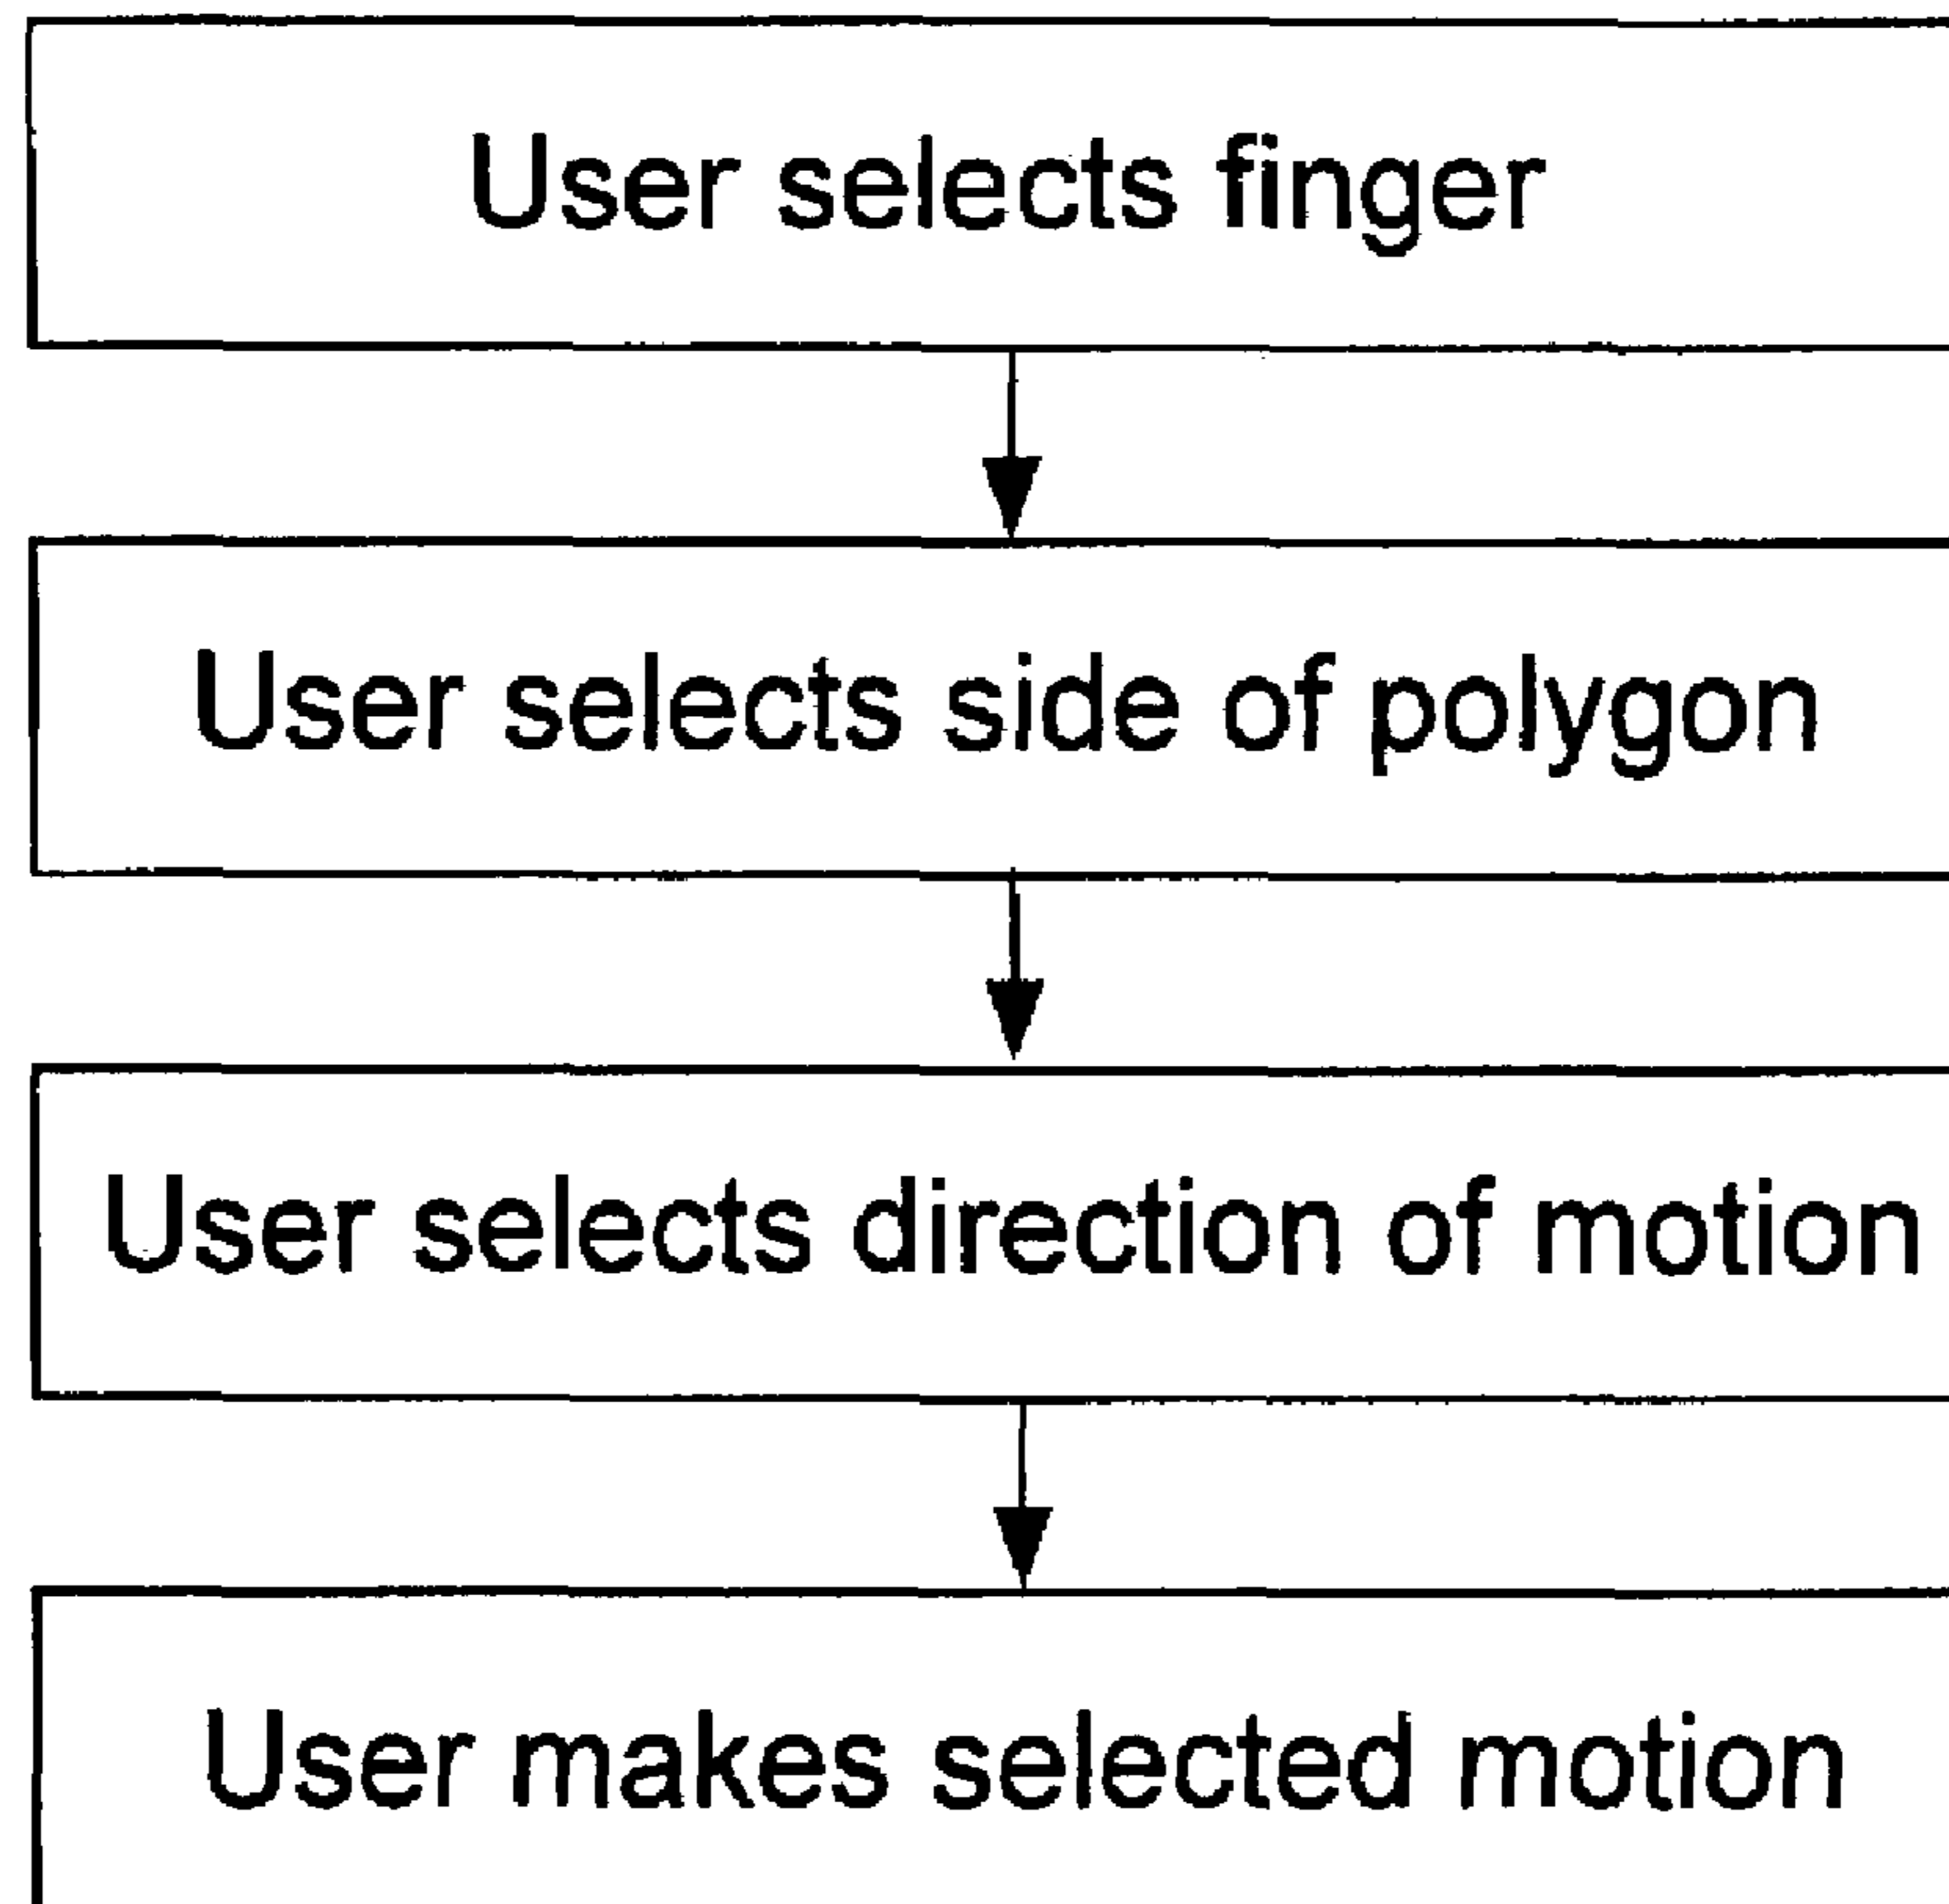 User selects finger
User selects side of polygon
User selects direction of motion
User makes selected motion